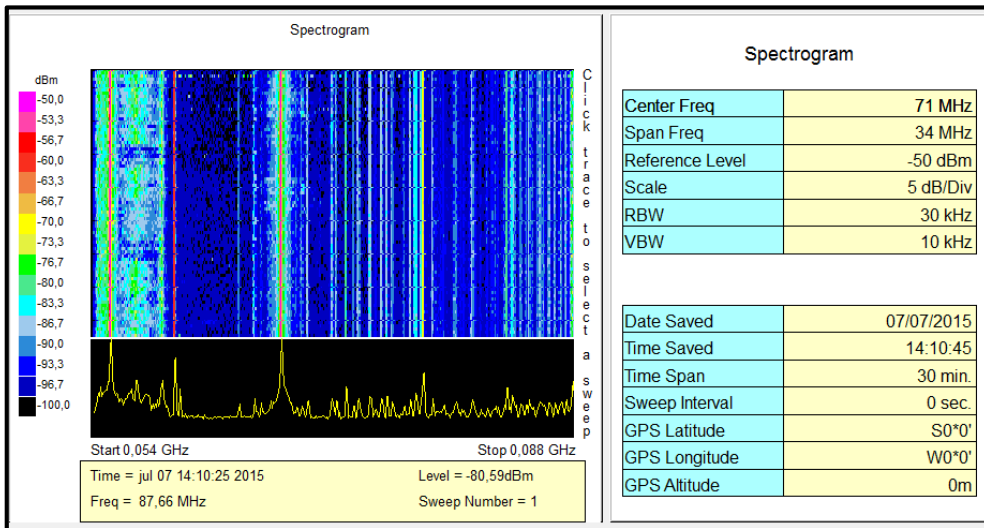 Spectrogram
dBm
-50,0
-53,3
-56,7
-60,0
-63,3
-66,7
-70,0
-73,3
-76,7
-80,0
-83,3
-86,7
-90,0
-93,3
-96,7
-100,0
Click trace to select a sweep
Start 0,054 GHz Stop 0,088 GHz
Time = jul 07 14:10:25 2015 Level = -80,59dBm
Freq = 87,66 MHz Sweep Number = 1
Spectrogram
Center Freq 71 MHz
Span Freq 34 MHz
Reference Level -50 dBm
Scale 5 dB/Div
RBW 30 kHz
VBW 10 kHz
Date Saved 07/07/2015
Time Saved 14:10:45
Time Span 30 min.
Sweep Interval 0 sec.
GPS Latitude S0*0'
GPS Longitude W0*0'
GPS Altitude 0m